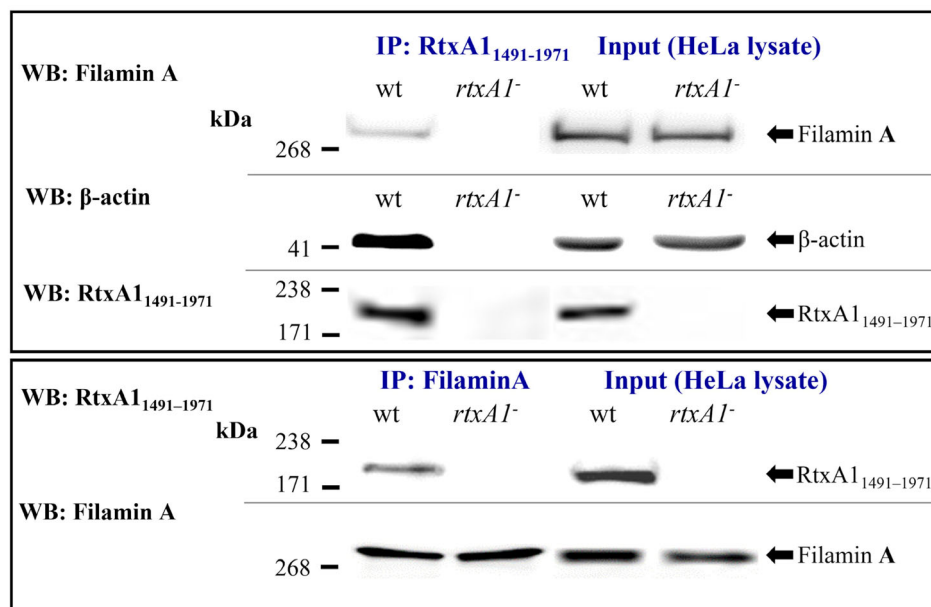 IP: RtxA1₁₄₉₁₋₁₉₇₁ Input (HeLa lysate)
WB: Filamin A
wt rtxA1⁻ wt rtxA1⁻
kDa
268 Filamin A
WB: β-actin wt rtxA1⁻ wt rtxA1⁻
41 β-actin
WB: RtxA1₁₄₉₁₋₁₉₇₁ 238
171 RtxA1₁₄₉₁₋₁₉₇₁
IP: FilaminA Input (HeLa lysate)
WB: RtxA1₁₄₉₁₋₁₉₇₁
wt rtxA1⁻ wt rtxA1⁻
kDa
238
171 RtxA1₁₄₉₁₋₁₉₇₁
WB: Filamin A
268 Filamin A